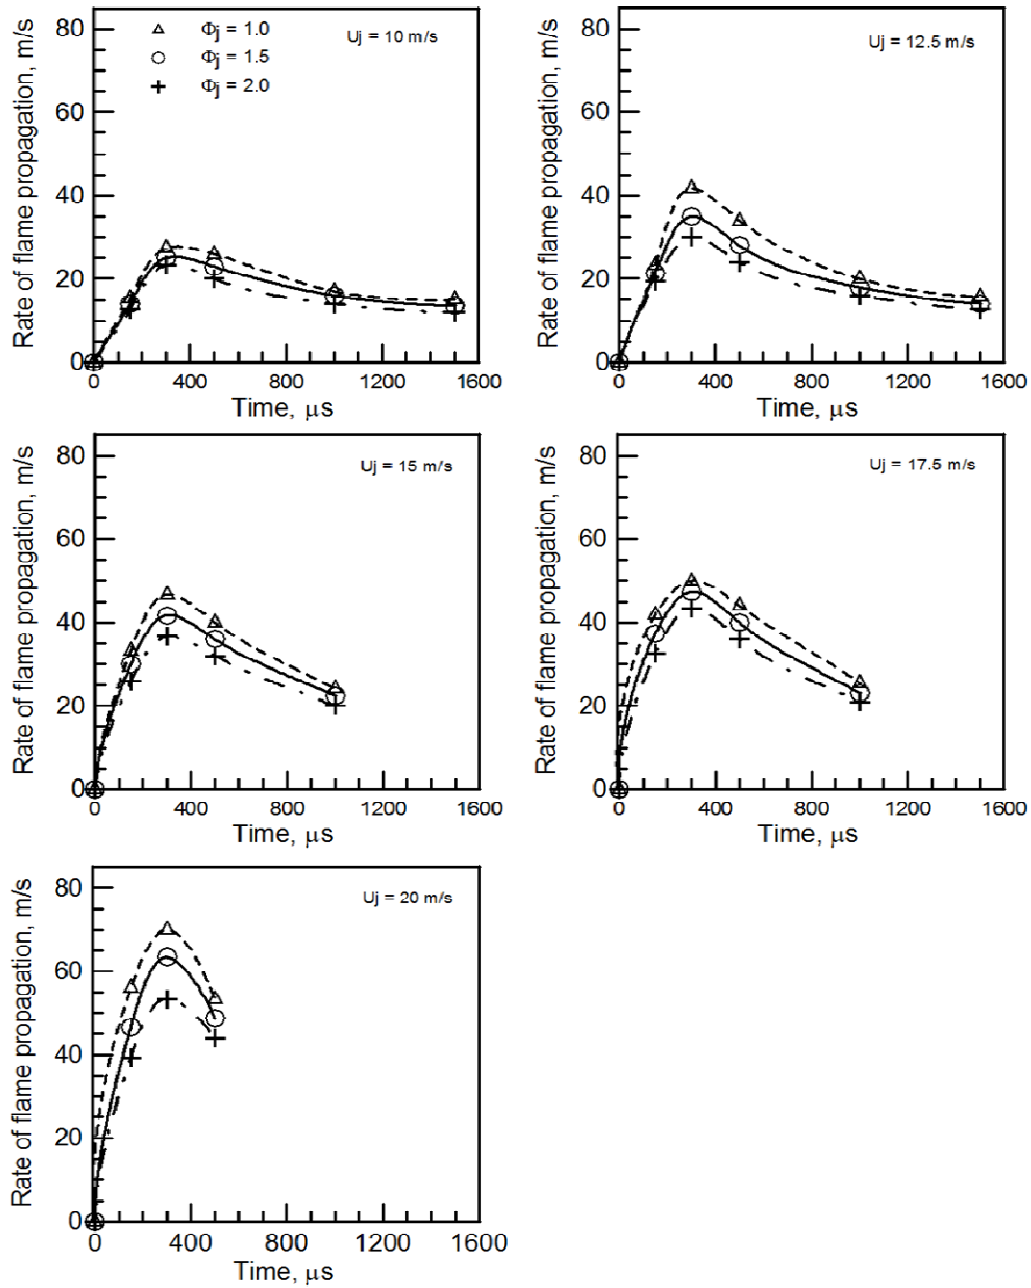 Rate of flame propagation, m/s
80
60
40
20
0
Φj = 1.0
Φj = 1.5
Φj = 2.0
Uj = 10 m/s
0 400 800 1200 1600
Time, μs
Rate of flame propagation, m/s
80
60
40
20
0
Uj = 12.5 m/s
0 400 800 1200 1600
Time, μs
Rate of flame propagation, m/s
80
60
40
20
0
Uj = 15 m/s
0 400 800 1200 1600
Time, μs
Rate of flame propagation, m/s
80
60
40
20
0
Uj = 17.5 m/s
0 400 800 1200 1600
Time, μs
Rate of flame propagation, m/s
80
60
40
20
0
Uj = 20 m/s
0 400 800 1200 1600
Time, μs